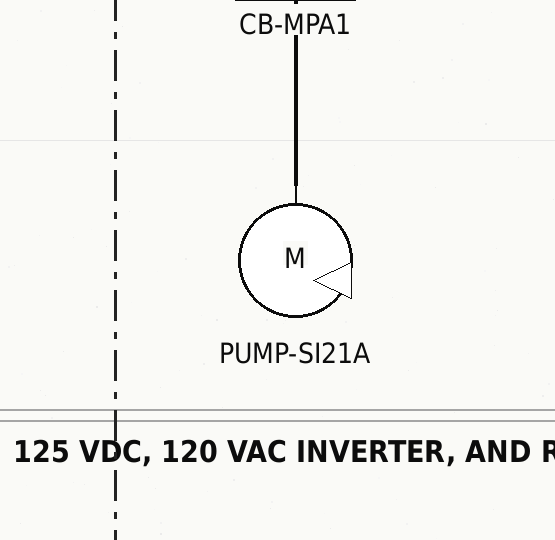 CB-MPA1
M
PUMP-SI21A
125 VDC, 120 VAC INVERTER, AND